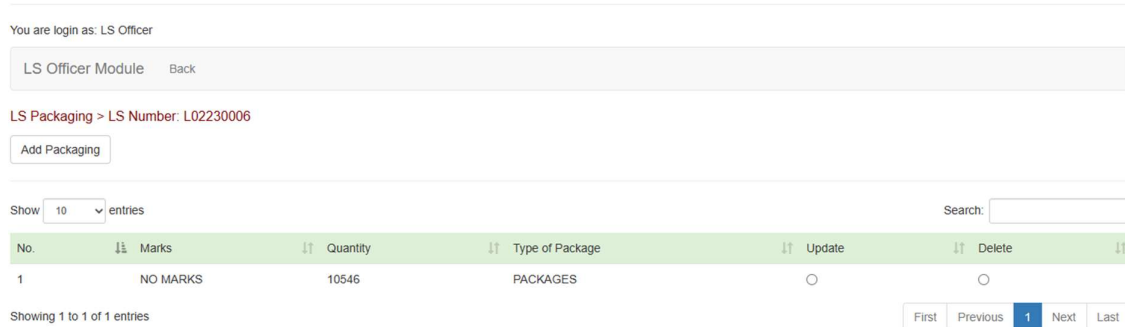 You are login as: LS Officer
LS Officer Module Back
LS Packaging > LS Number: L02230006
Add Packaging
Show 10 entries Search:
No. Marks Quantity Type of Package Update Delete
1 NO MARKS 10546 PACKAGES
Showing 1 to 1 of 1 entries First Previous 1 Next Last